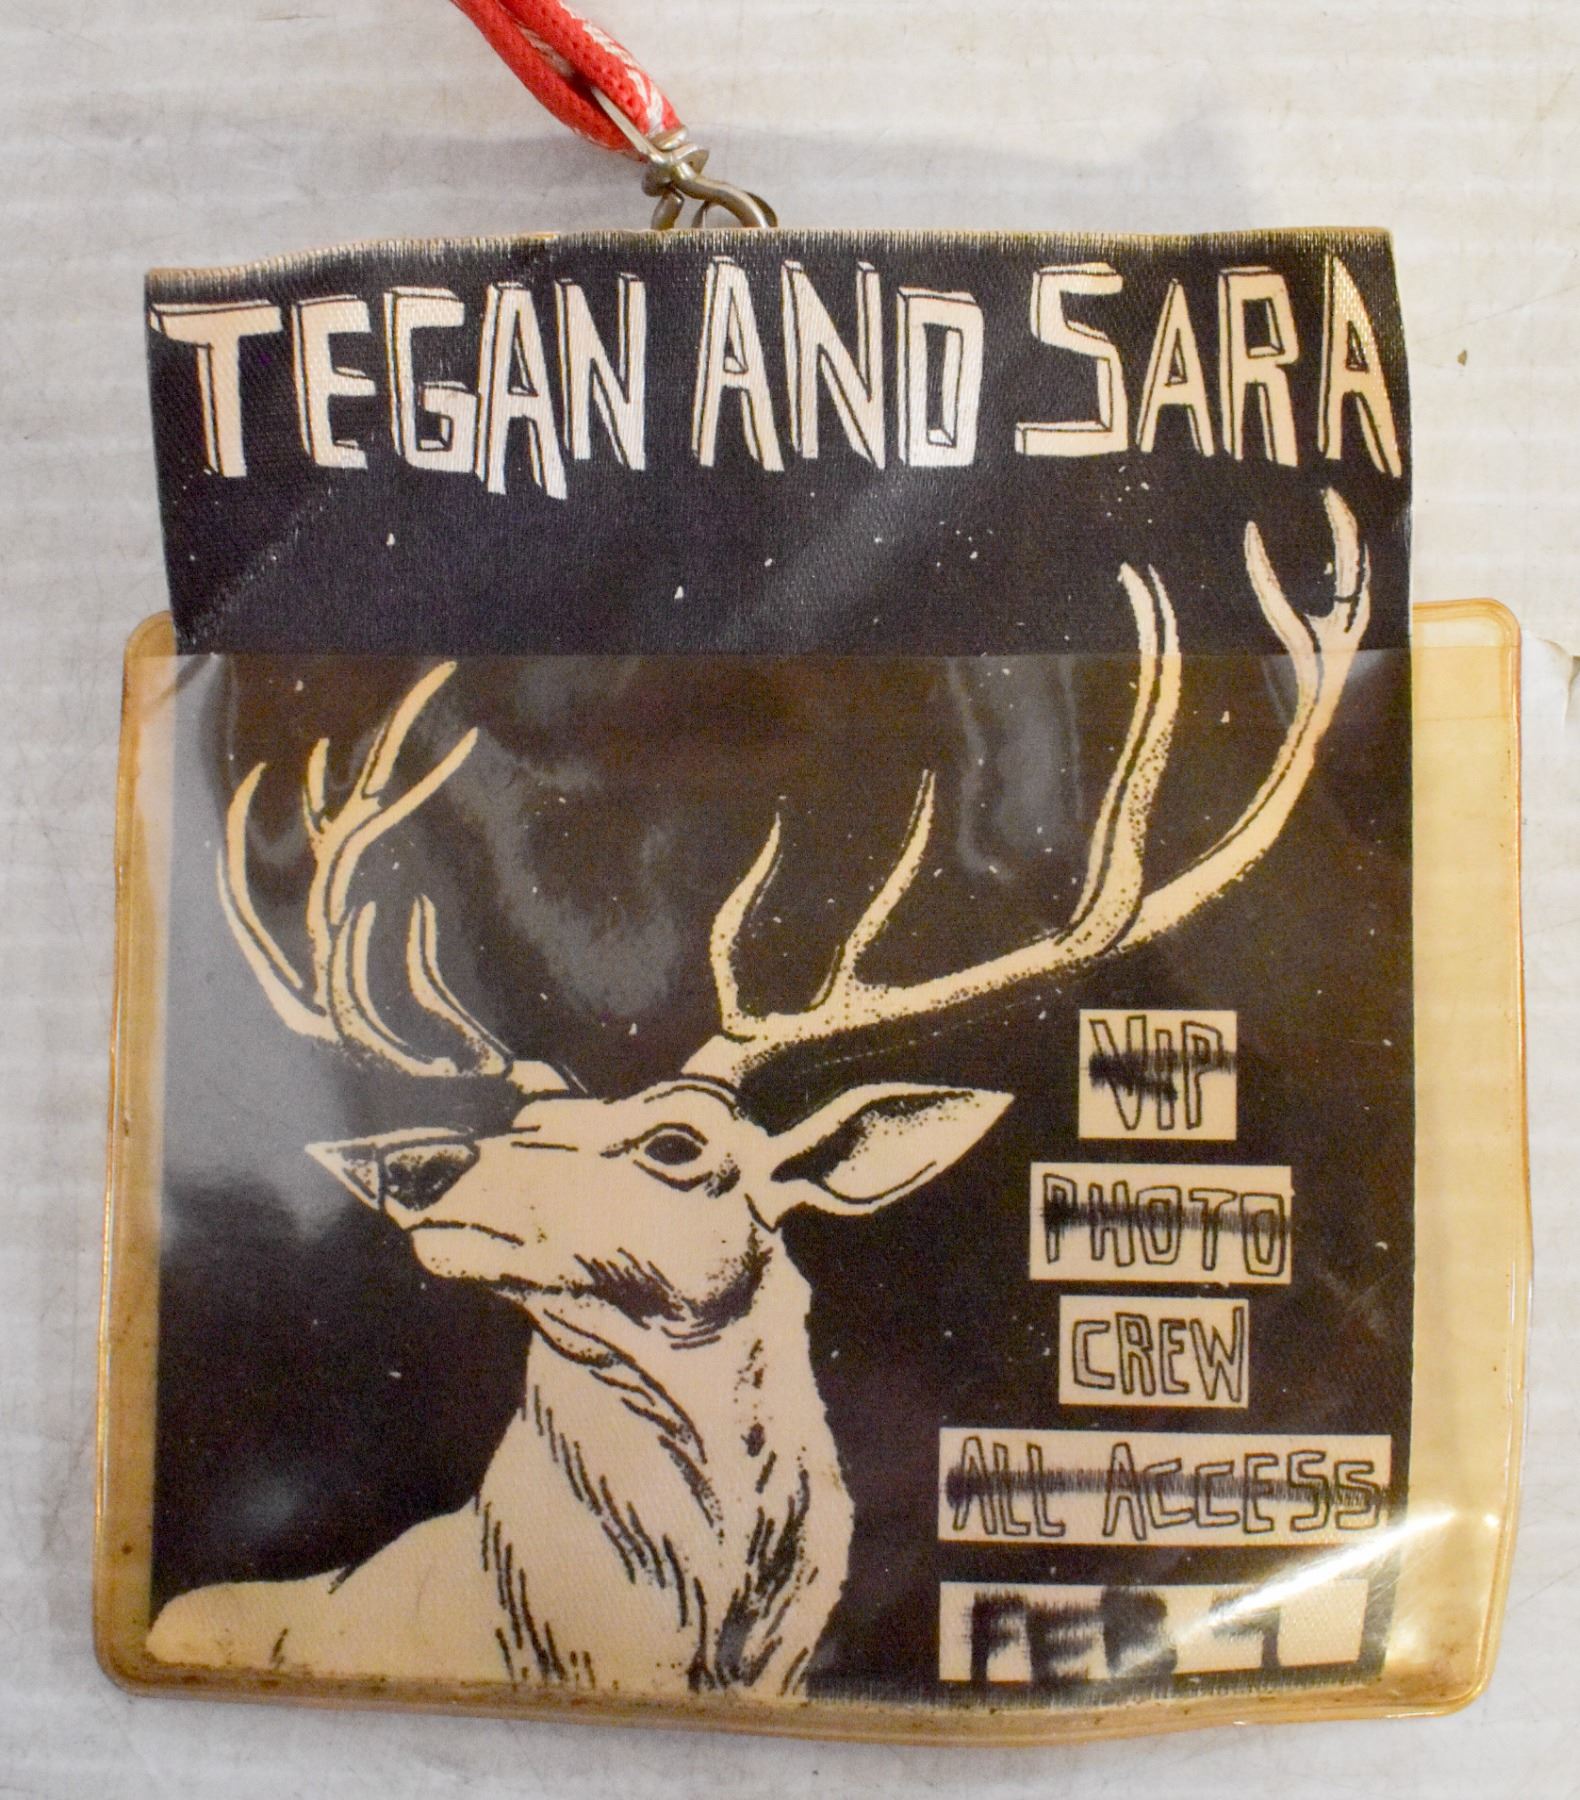 TEGAN AND SARA
VIP
PHOTO
CREW
ALL ACCESS